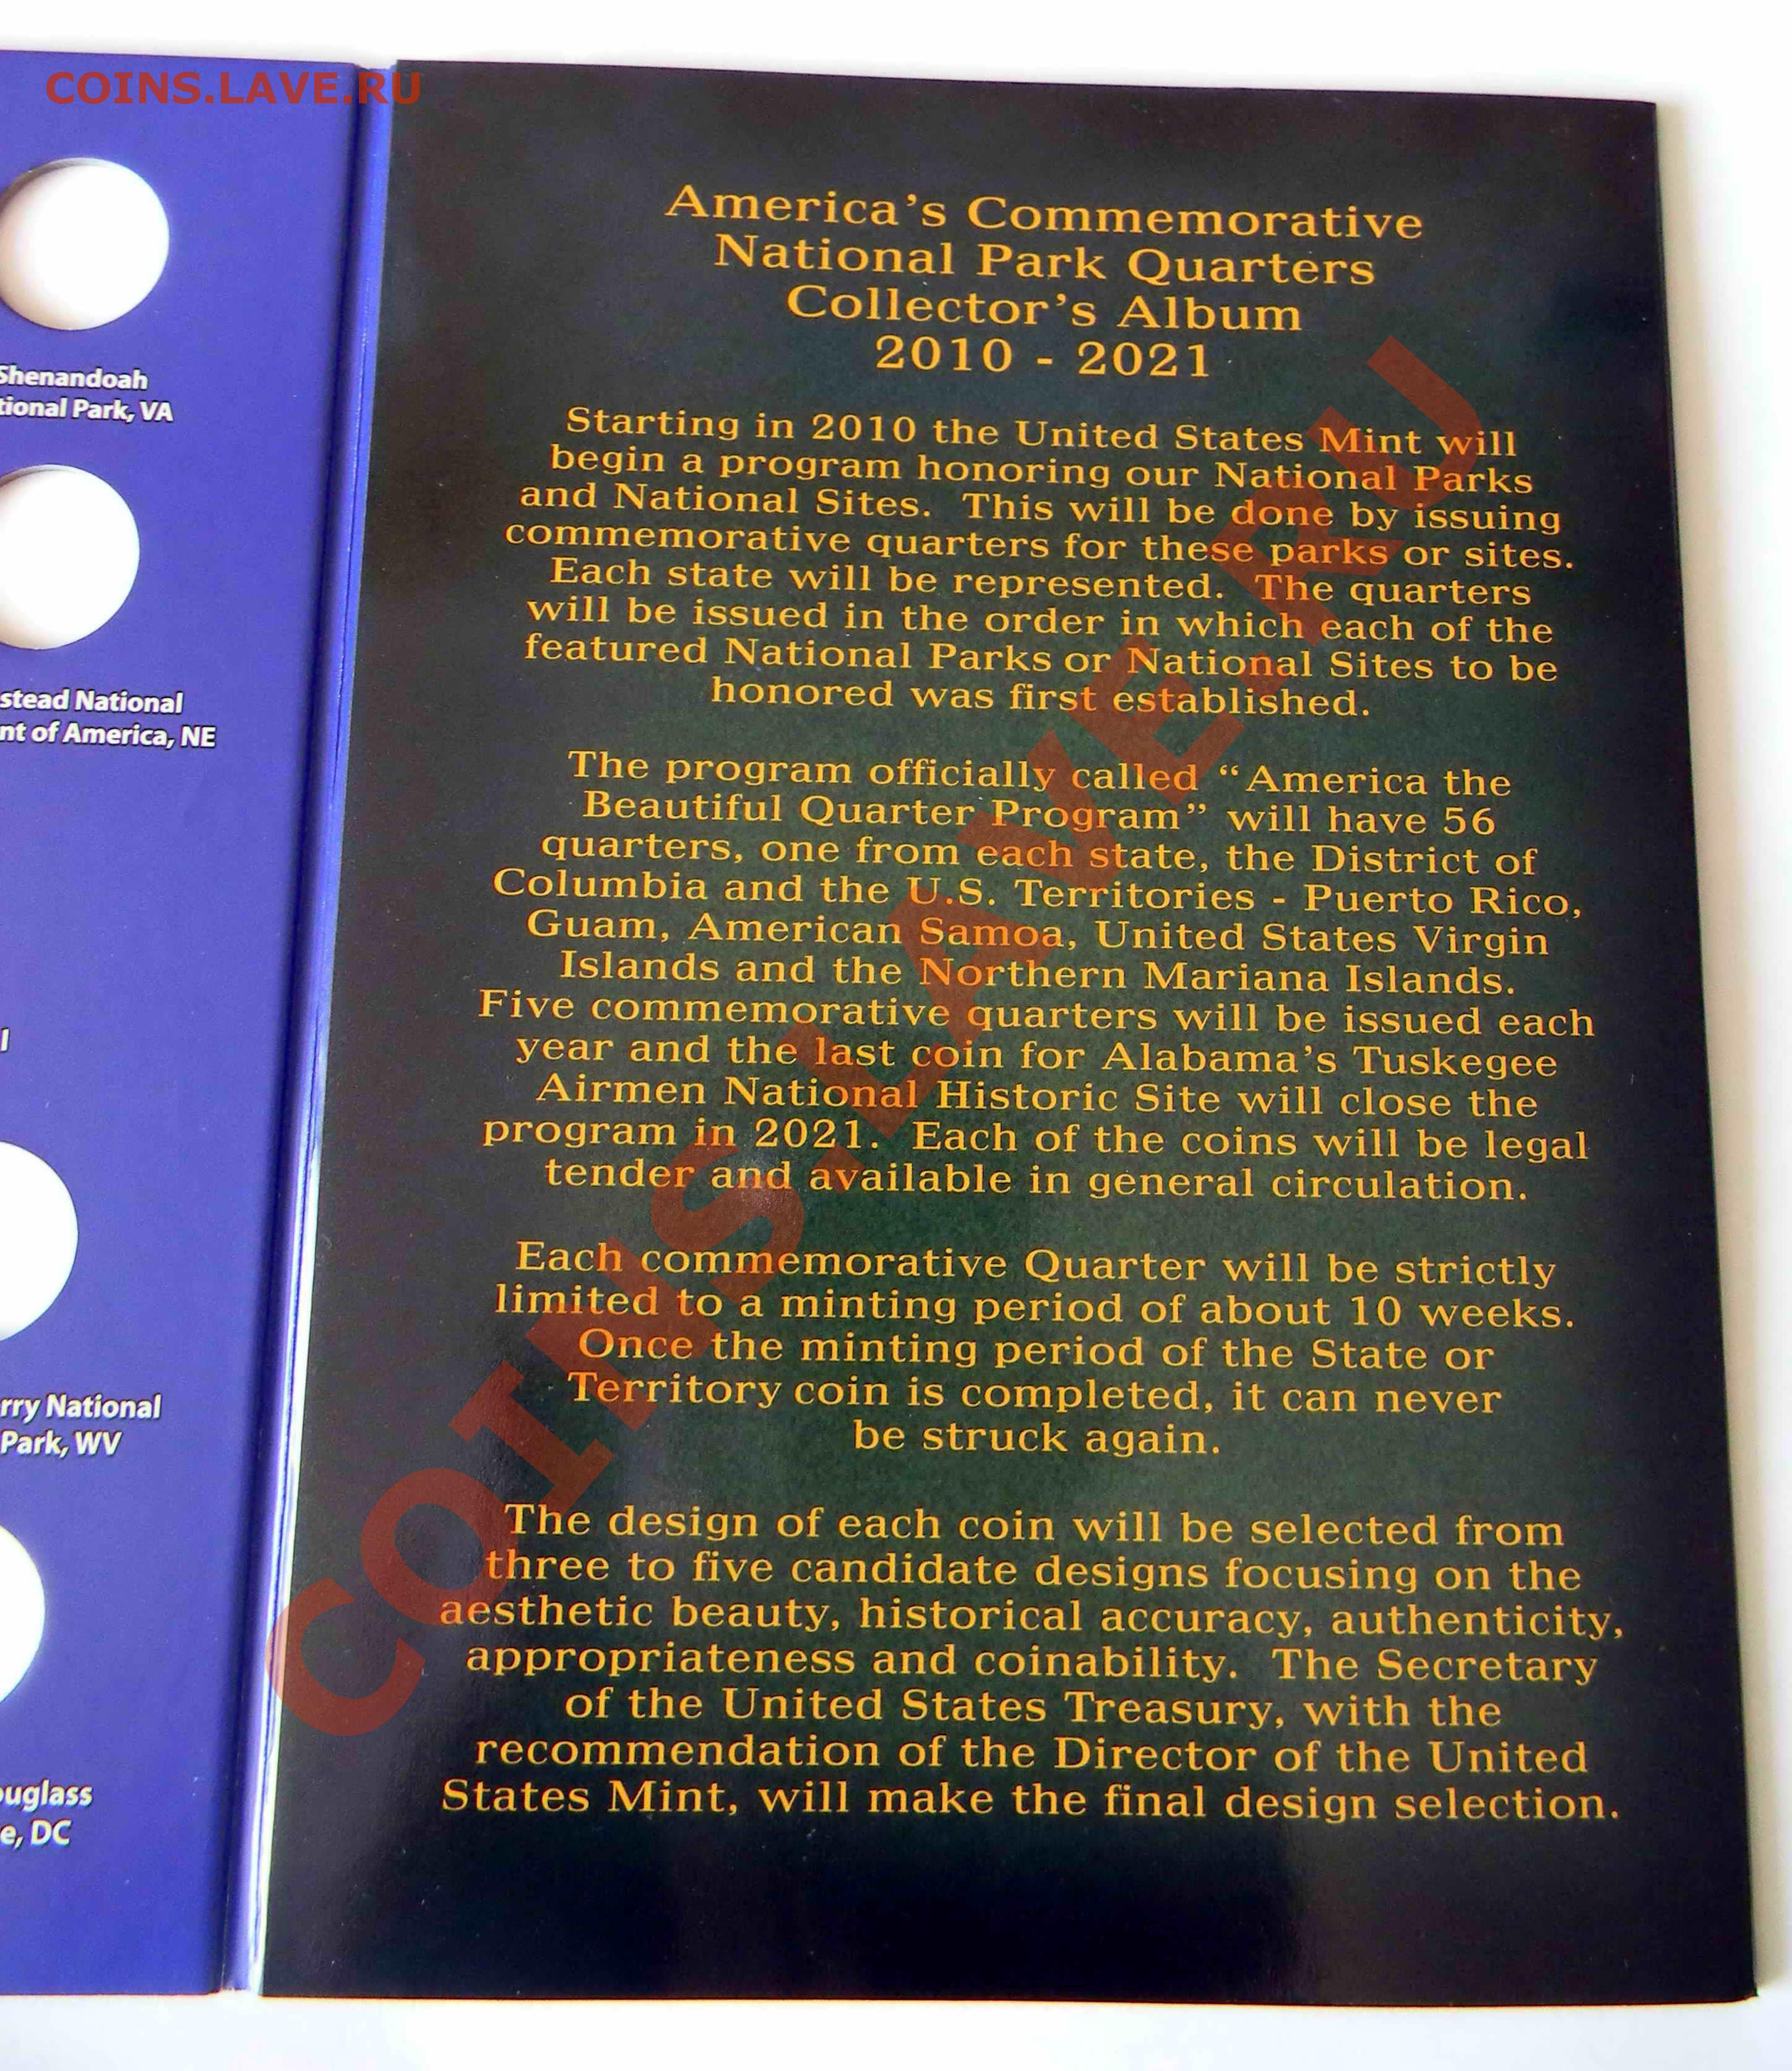 COINS.LAVE.RU
Shenandoah
Park, VA
National
of America, NE
National
Park, WV
DC
America’s Commemorative
National Park Quarters
Collector’s Album
2010 - 2021
Starting in 2010 the United States Mint will
begin a program honoring our National Parks
and National Sites.  This will be done by issuing
commemorative quarters for these parks or sites.
Each state will be represented.  The quarters
will be issued in the order in which each of the
featured National Parks or National Sites to be
honored was first established.
The program officially called “America the
Beautiful Quarter Program” will have 56
quarters, one from each state, the District of
Columbia and the U.S. Territories - Puerto Rico,
Guam, American Samoa, United States Virgin
Islands and the Northern Mariana Islands.
Five commemorative quarters will be issued each
year and the last coin for Alabama’s Tuskegee
Airmen National Historic Site will close the
program in 2021.  Each of the coins will be legal
tender and available in general circulation.
Each commemorative Quarter will be strictly
limited to a minting period of about 10 weeks.
Once the minting period of the State or
Territory coin is completed, it can never
be struck again.
The design of each coin will be selected from
three to five candidate designs focusing on the
aesthetic beauty, historical accuracy, authenticity,
appropriateness and coinability.  The Secretary
of the United States Treasury, with the
recommendation of the Director of the United
States Mint, will make the final design selection.
COINS.LAVE.RU